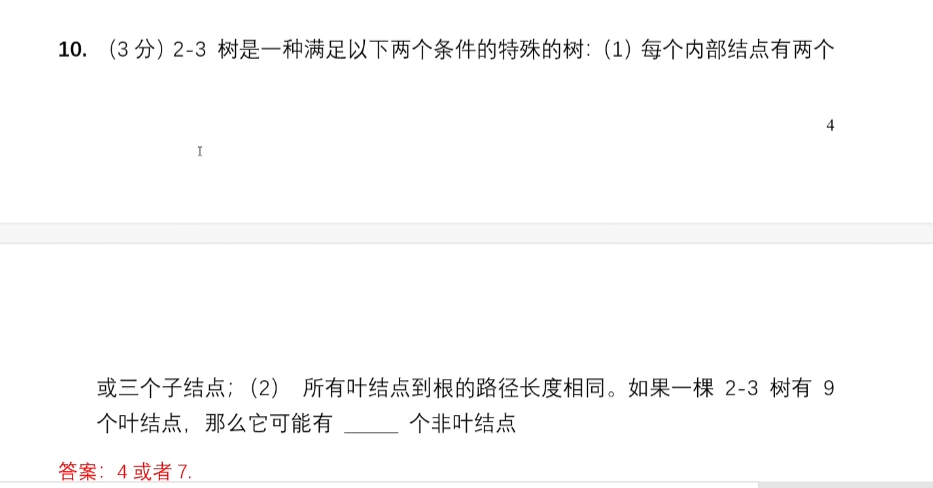 10. (3 分) 2-3 树是一种满足以下两个条件的特殊的树：(1) 每个内部结点有两个
4
或三个子结点；(2) 所有叶结点到根的路径长度相同。如果一棵 2-3 树有 9
个叶结点，那么它可能有 _____ 个非叶结点
答案：4 或者 7.